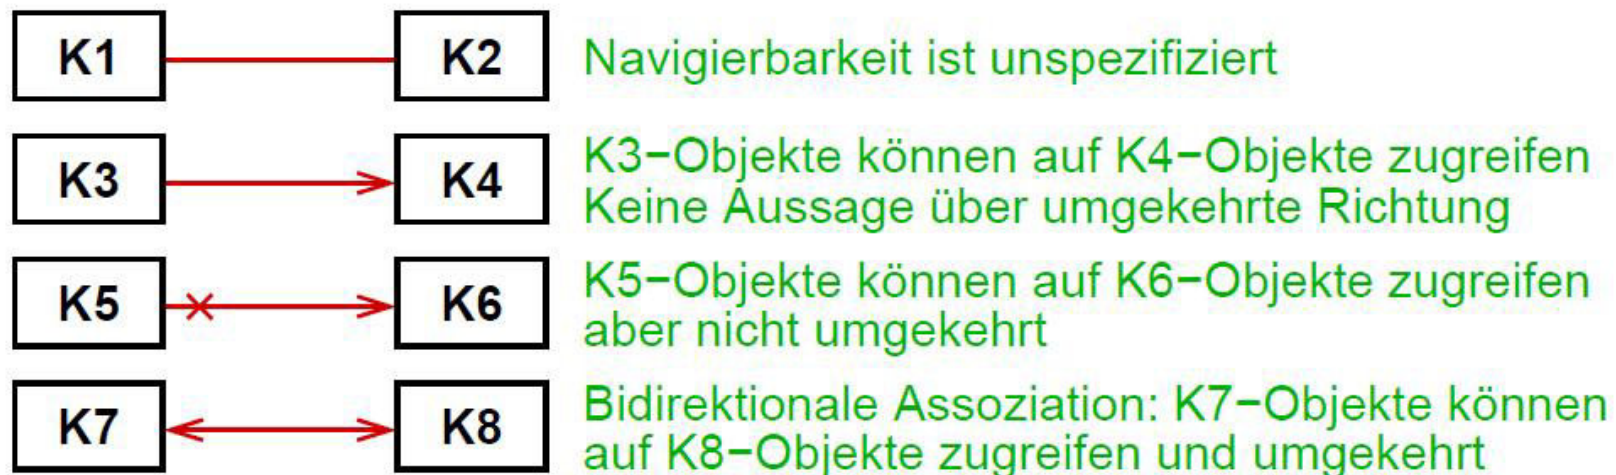 K1 K2 Navigierbarkeit ist unspezifiziert
K3 K4 K3−Objekte können auf K4−Objekte zugreifen
Keine Aussage über umgekehrte Richtung
K5 K6 K5−Objekte können auf K6−Objekte zugreifen
aber nicht umgekehrt
K7 K8 Bidirektionale Assoziation: K7−Objekte können
auf K8−Objekte zugreifen und umgekehrt